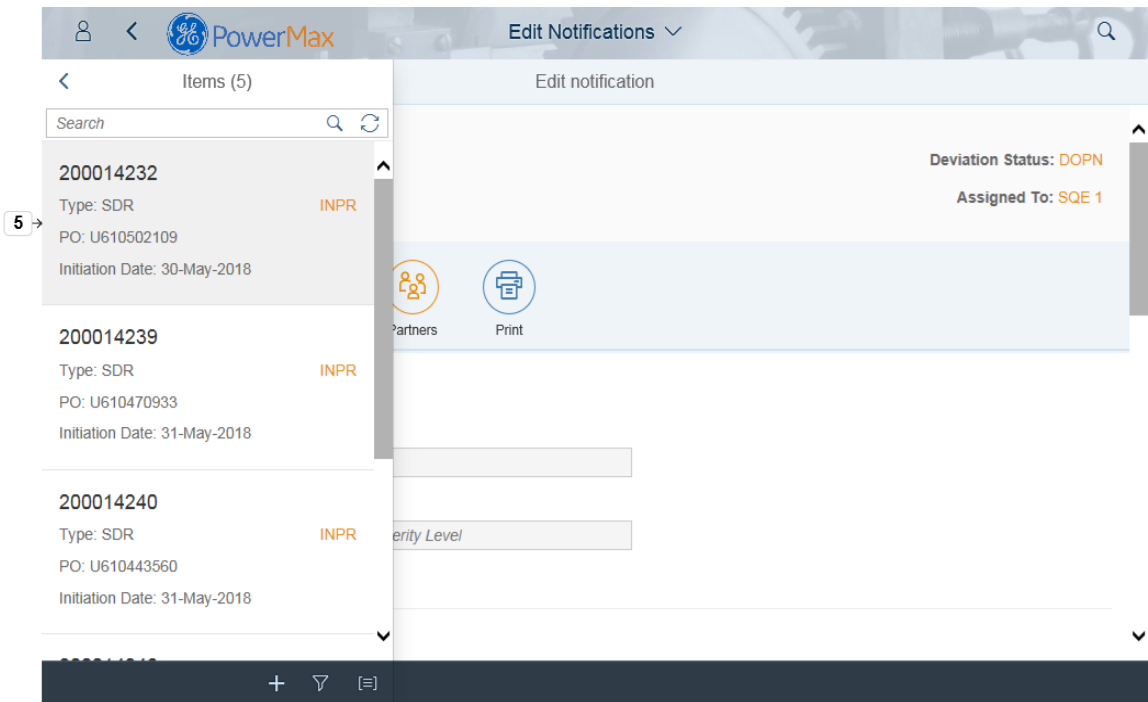 PowerMax
Edit Notifications
Items (5)
Edit notification
Search
200014232
Type: SDR INPR
PO: U610502109
Initiation Date: 30-May-2018
5
Deviation Status: DOPN
Assigned To: SQE 1
Partners
Print
200014239
Type: SDR INPR
PO: U610470933
Initiation Date: 31-May-2018
200014240
Type: SDR INPR
PO: U610443560
Initiation Date: 31-May-2018
erity Level